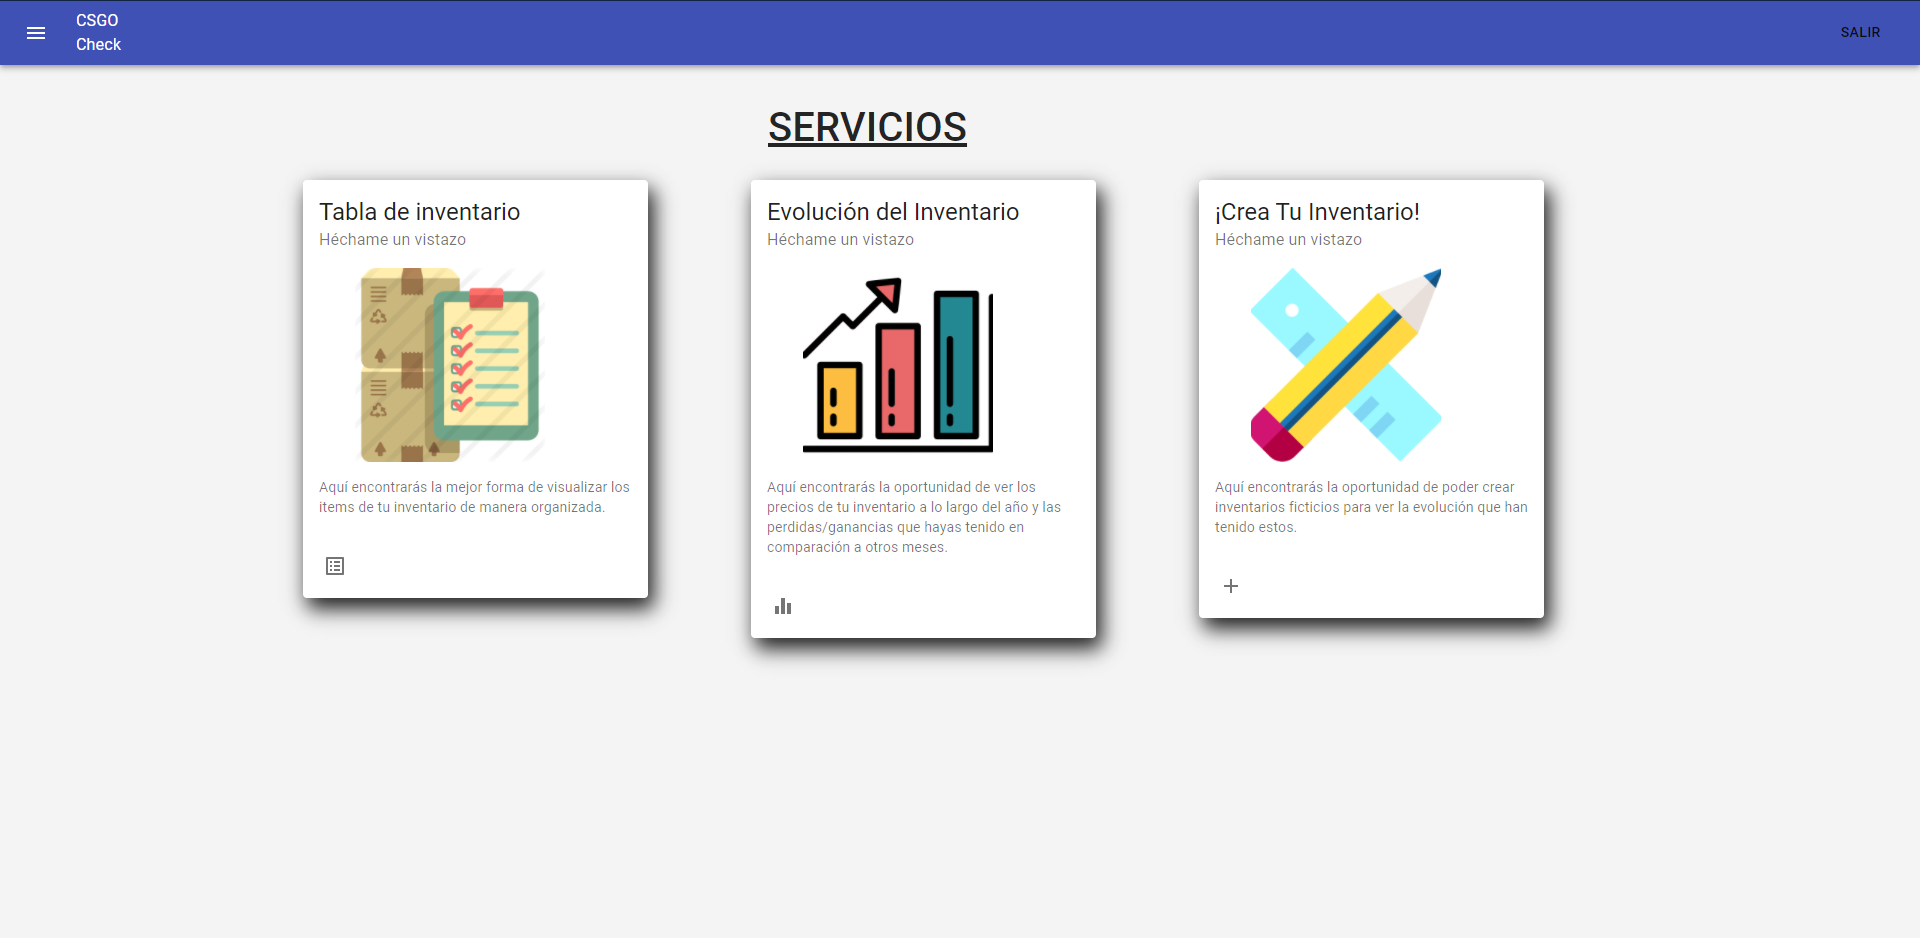 CSGO
Check
SALIR
SERVICIOS
Tabla de inventario
Héchame un vistazo
Aquí encontrarás la mejor forma de visualizar los
items de tu inventario de manera organizada.
Evolución del Inventario
Héchame un vistazo
Aquí encontrarás la oportunidad de ver los
precios de tu inventario a lo largo del año y las
perdidas/ganancias que hayas tenido en
comparación a otros meses.
¡Crea Tu Inventario!
Héchame un vistazo
Aquí encontrarás la oportunidad de poder crear
inventarios ficticios para ver la evolución que han
tenido estos.